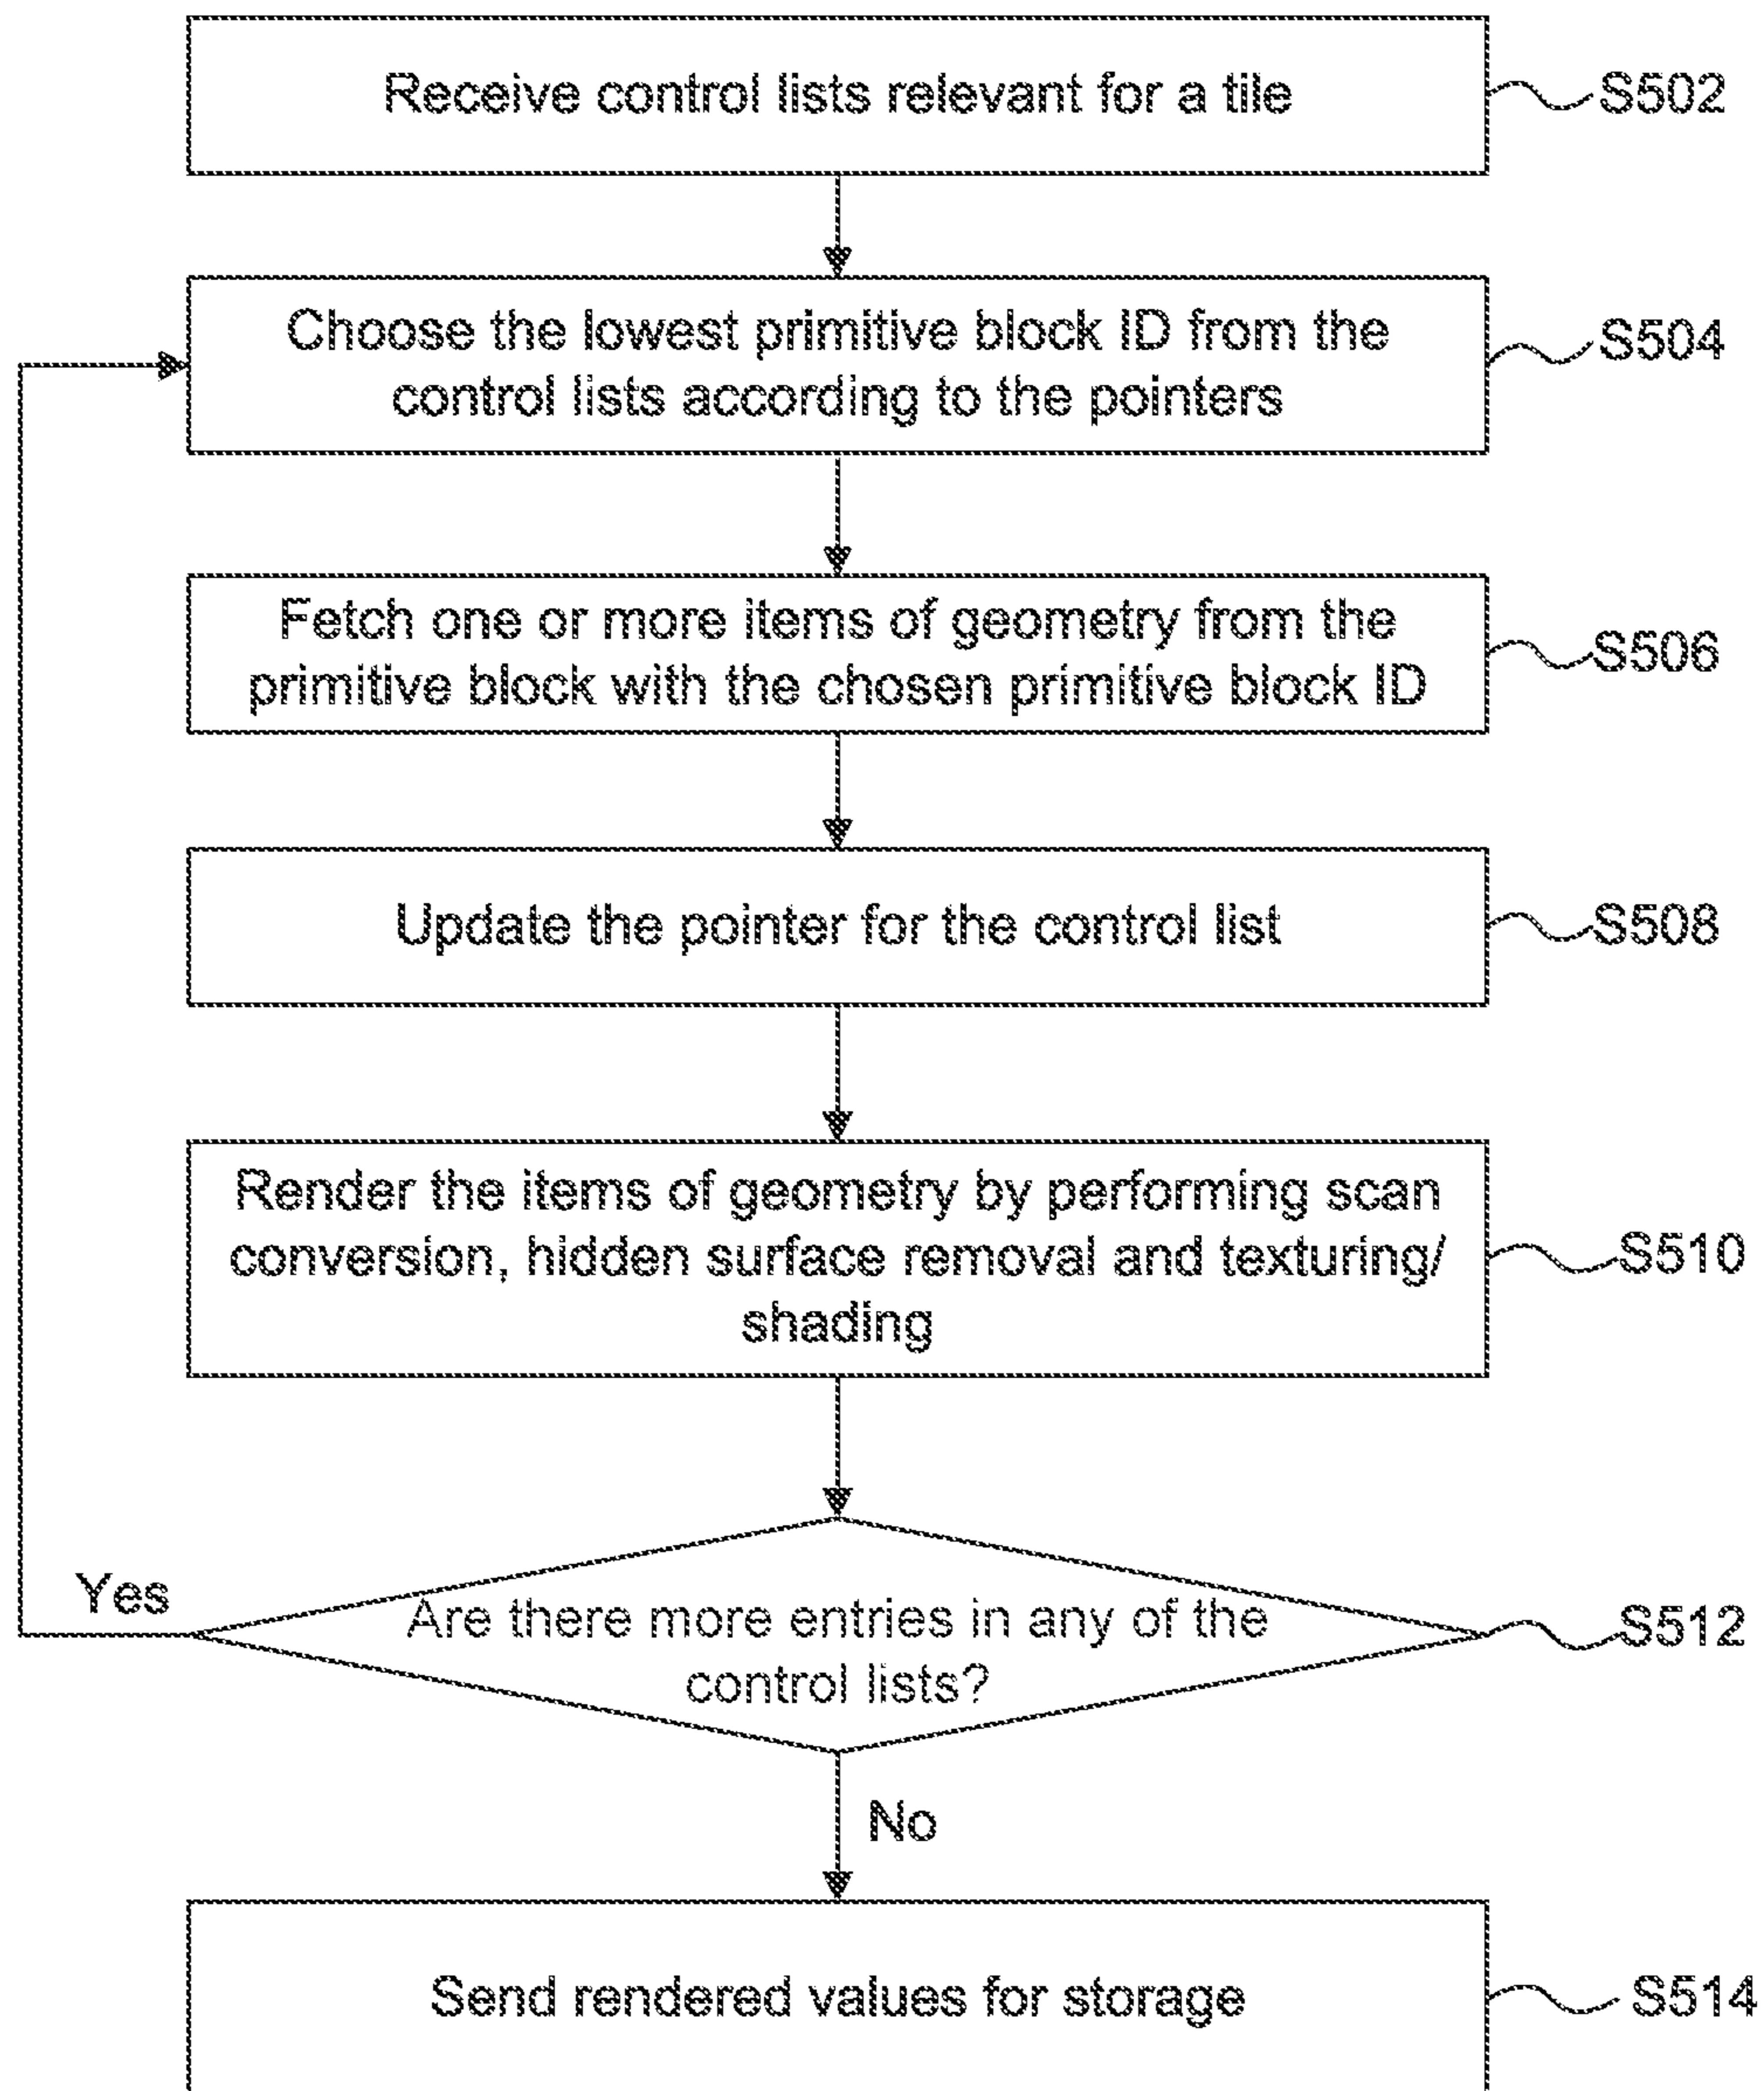 Receive control lists relevant for a tile
S502
Choose the lowest primitive block ID from the
control lists according to the pointers
S504
Fetch one or more items of geometry from the
primitive block with the chosen primitive block ID
S506
Update the pointer for the control list
S508
Render the items of geometry by performing scan
conversion, hidden surface removal and texturing/
shading
S510
Yes
Are there more entries in any of the
control lists?
S512
No
Send rendered values for storage
S514